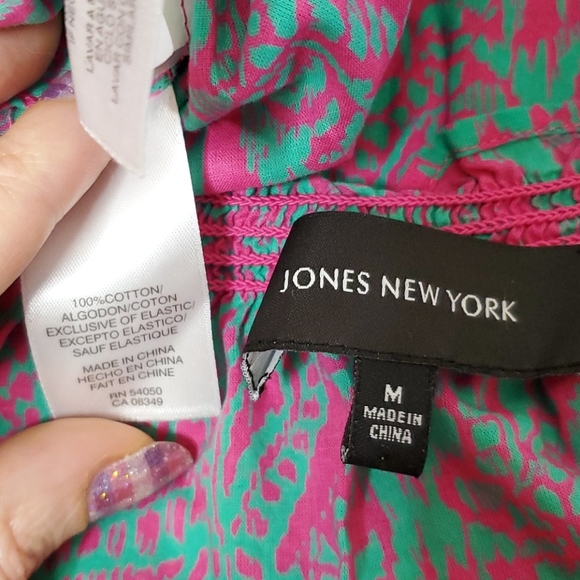 LAVAR A M
100%COTTON/
ALGODON/COTON
EXCLUSIVE OF ELASTIC/
EXCEPTO ELASTICO/
SAUF ELASTIQUE
MADE IN CHINA
HECHO EN CHINA
FAIT EN CHINE
RN 54050
CA 08349
JONES NEW YORK
M
MADE IN
CHINA